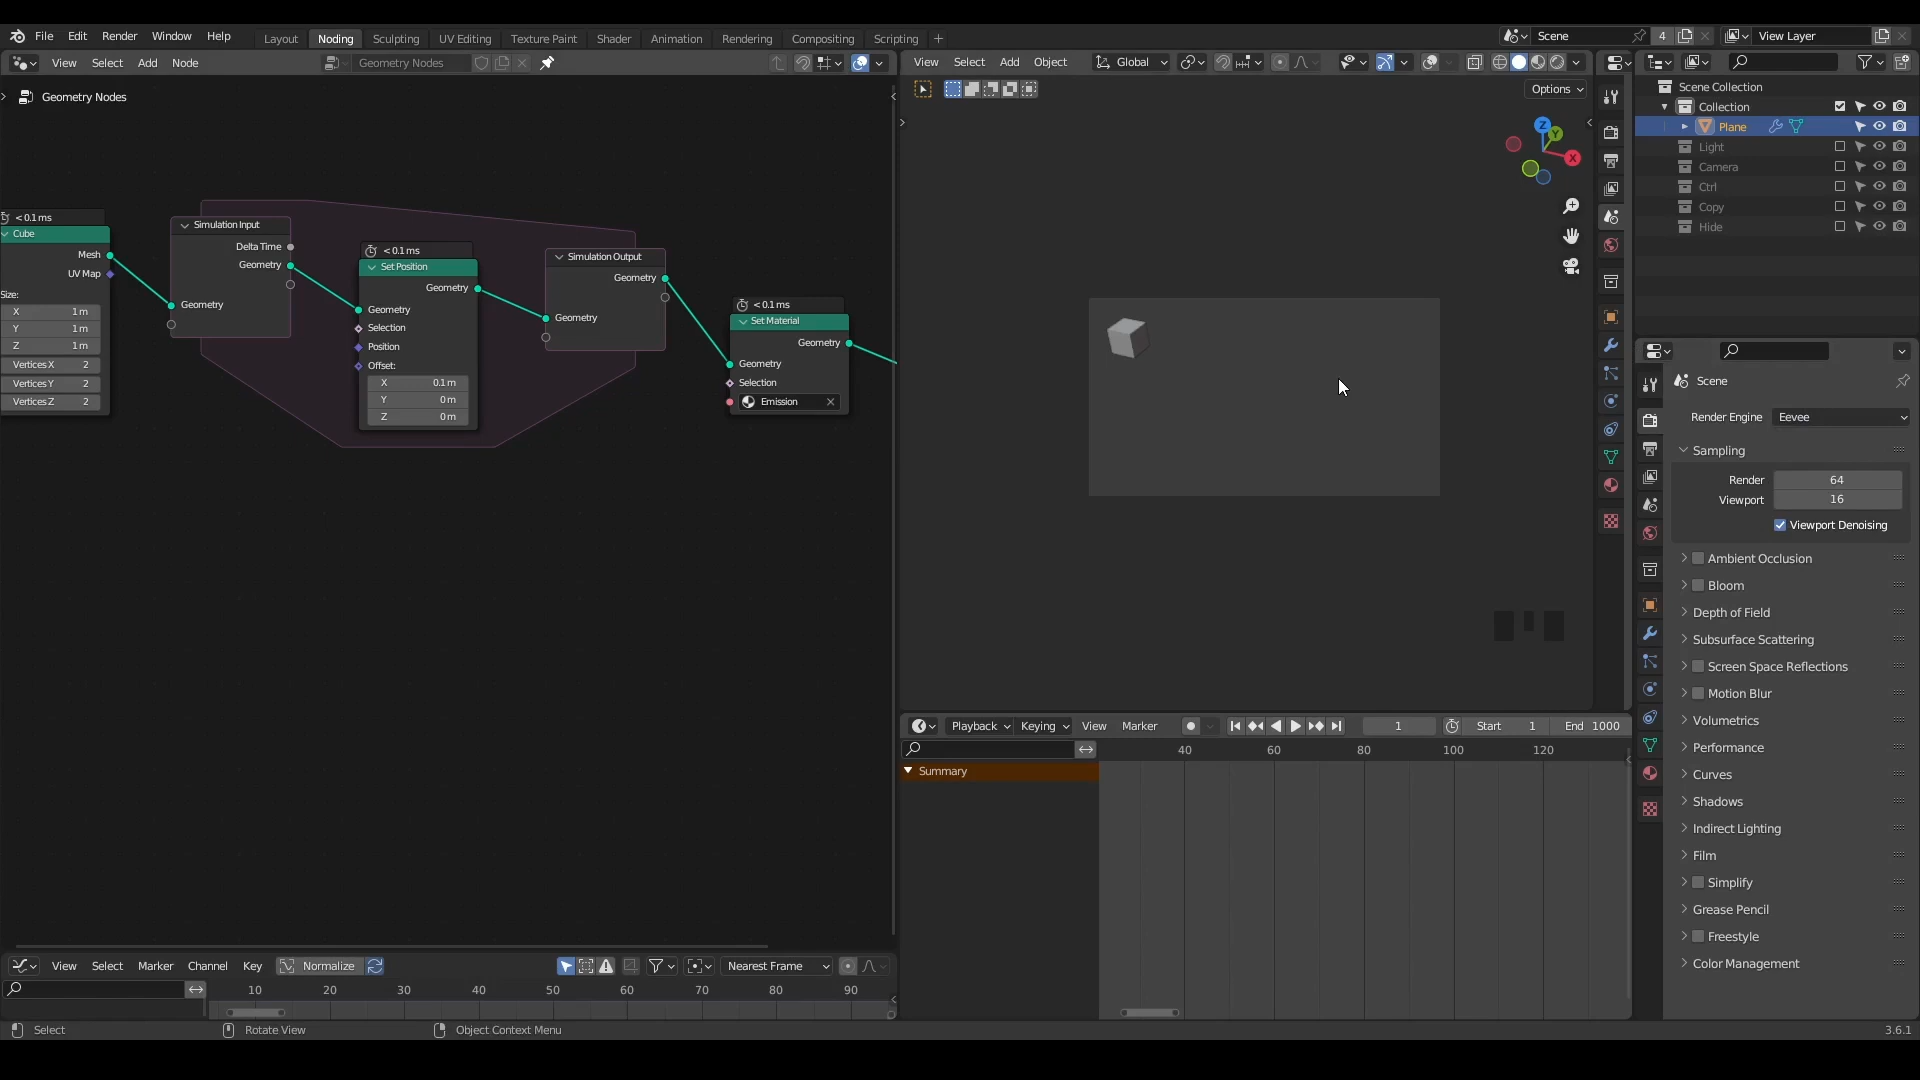 File Edit Render Window Help Layout Noding Sculpting UV Editing Texture Paint Shader Animation Rendering Compositing Scripting + Scene 4 View Layer
View Select Add Node Geometry Nodes
Geometry Nodes
< 0.1 ms
Cube
Mesh
UV Map
Size:
X 1 m
Y 1 m
Z 1 m
Vertices X 2
Vertices Y 2
Vertices Z 2
Simulation Input
Delta Time
Geometry
Geometry
< 0.1 ms
Set Position
Geometry
Geometry
Selection
Position
Offset:
X 0.1 m
Y 0 m
Z 0 m
Simulation Output
Geometry
Geometry
< 0.1 ms
Set Material
Geometry
Geometry
Selection
Emission
View Select Add Object Global
Options
Z
Y
X
Scene Collection
Collection
Plane
Light
Camera
Ctrl
Copy
Hide
Scene
Render Engine Eevee
Sampling
Render 64
Viewport 16
Viewport Denoising
Ambient Occlusion
Bloom
Depth of Field
Subsurface Scattering
Screen Space Reflections
Motion Blur
Volumetrics
Performance
Curves
Shadows
Indirect Lighting
Film
Simplify
Grease Pencil
Freestyle
Color Management
Playback Keying View Marker 1 Start 1 End 1000
40 60 80 100 120
Summary
View Select Marker Channel Key Normalize Nearest Frame
10 20 30 40 50 60 70 80 90
Select Rotate View Object Context Menu 3.6.1